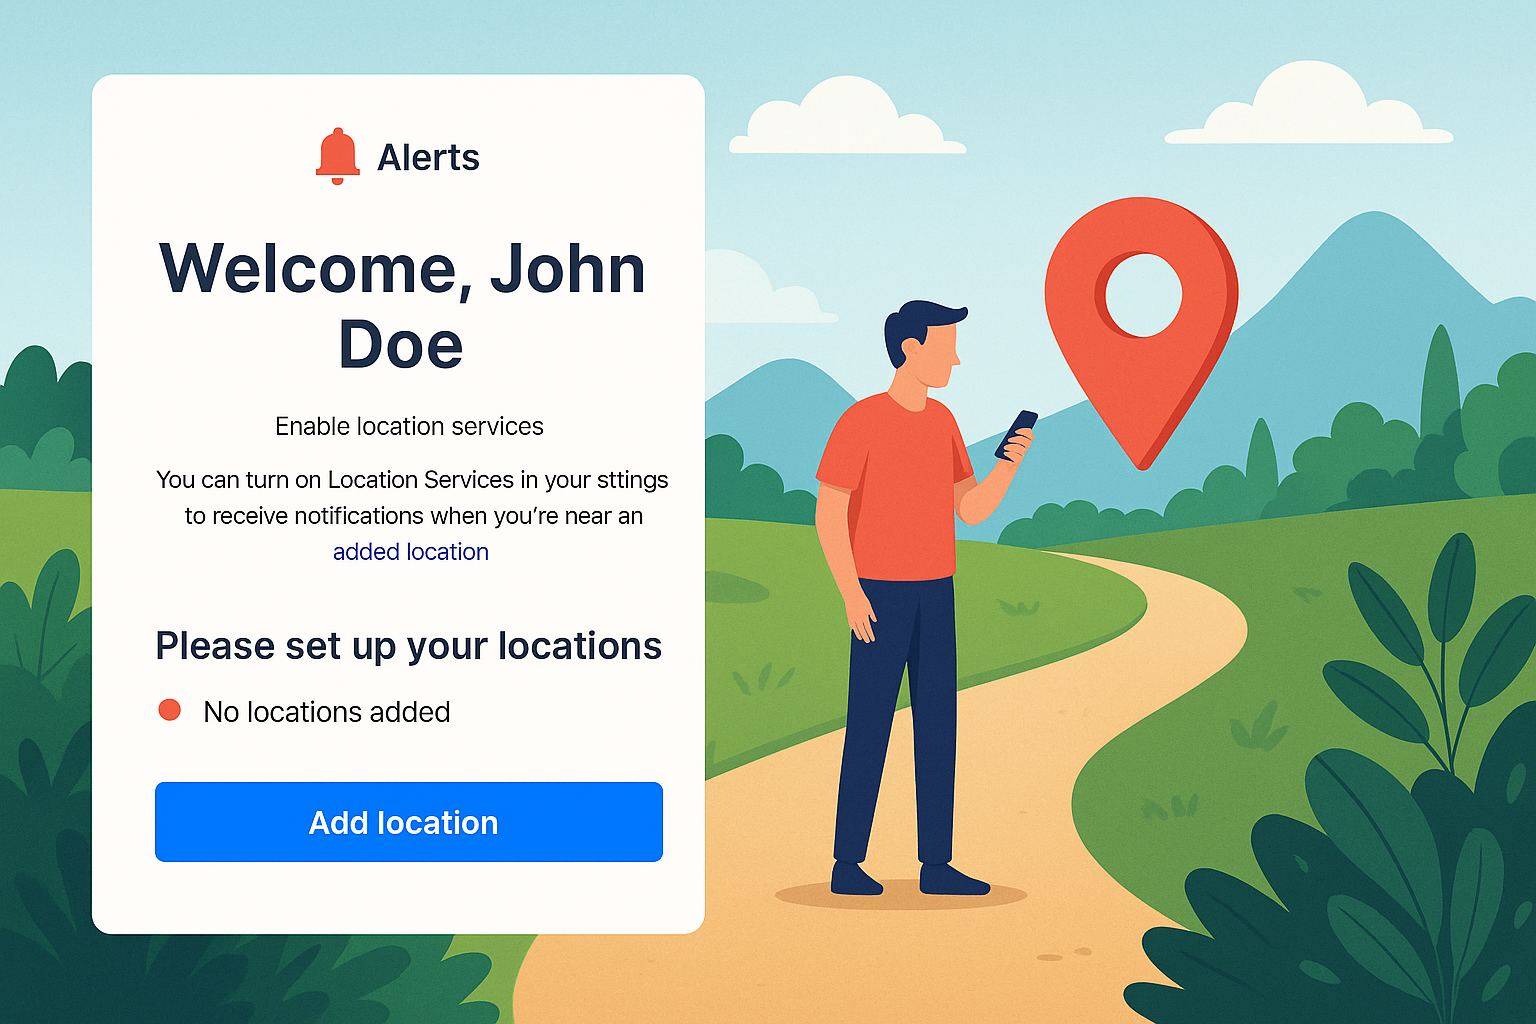 Alerts
Welcome, John
Doe
Enable location services
You can turn on Location Services in your sttings
to receive notifications when you’re near an
added location
Please set up your locations
No locations added
Add location